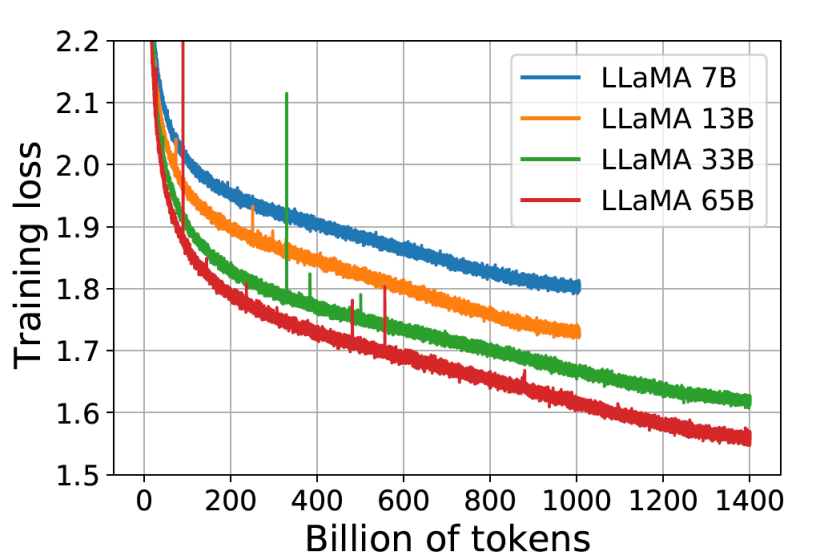 2.2
2.1
2.0
1.9
1.8
1.7
1.6
1.5
Training loss
LLaMA 7B
LLaMA 13B
LLaMA 33B
LLaMA 65B
0 200 400 600 800 1000 1200 1400
Billion of tokens